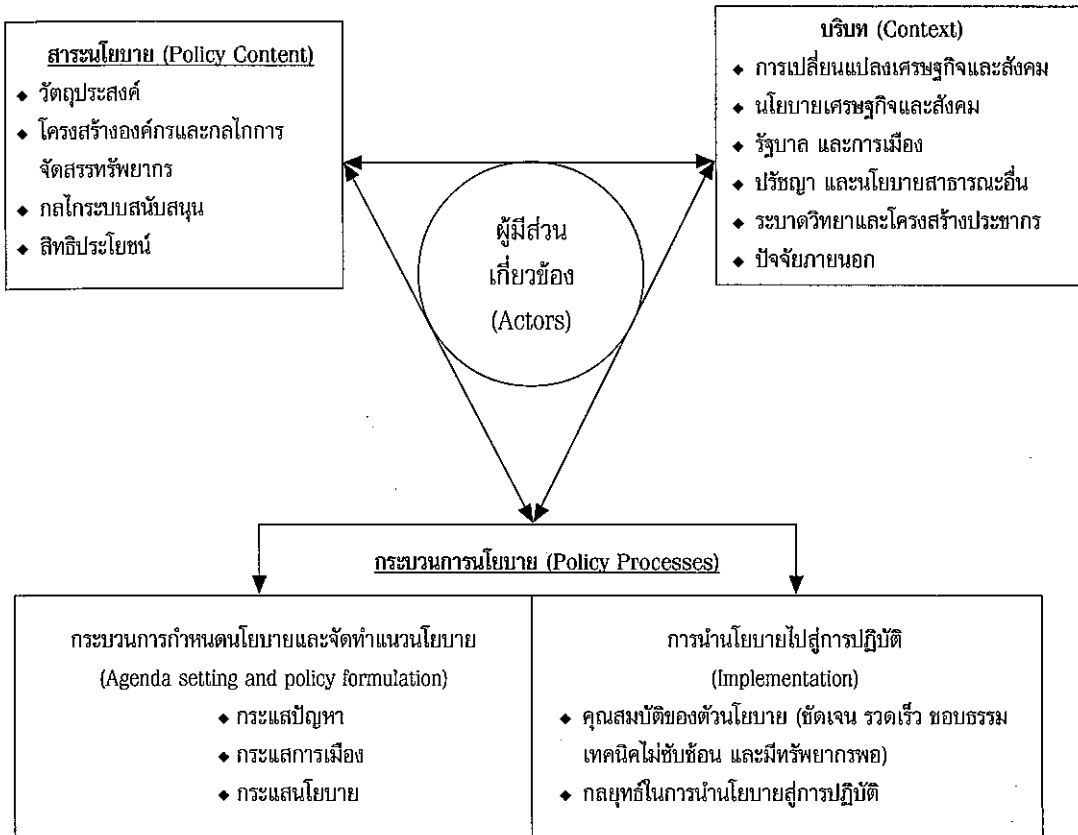 สาระนโยบาย (Policy Content)
◆ วัตถุประสงค์
◆ โครงสร้างองค์กรและกลไกการ
จัดสรรทรัพยากร
◆ กลไกระบบสนับสนุน
◆ สิทธิประโยชน์
บริบท (Context)
◆ การเปลี่ยนแปลงเศรษฐกิจและสังคม
◆ นโยบายเศรษฐกิจและสังคม
◆ รัฐบาล และการเมือง
◆ ปรัชญา และนโยบายสาธารณะอื่น
◆ ระบาดวิทยาและโครงสร้างประชากร
◆ ปัจจัยภายนอก
ผู้มีส่วน
เกี่ยวข้อง
(Actors)
กระบวนการนโยบาย (Policy Processes)
กระบวนการกำหนดนโยบายและจัดทำแนวนโยบาย
(Agenda setting and policy formulation)
◆ กระแสปัญหา
◆ กระแสการเมือง
◆ กระแสนโยบาย
การนำนโยบายไปสู่การปฏิบัติ
(Implementation)
◆ คุณสมบัติของตัวนโยบาย (ชัดเจน รวดเร็ว ชอบธรรม
เทคนิคไม่ซับซ้อน และมีทรัพยากรพอ)
◆ กลยุทธ์ในการนำนโยบายสู่การปฏิบัติ